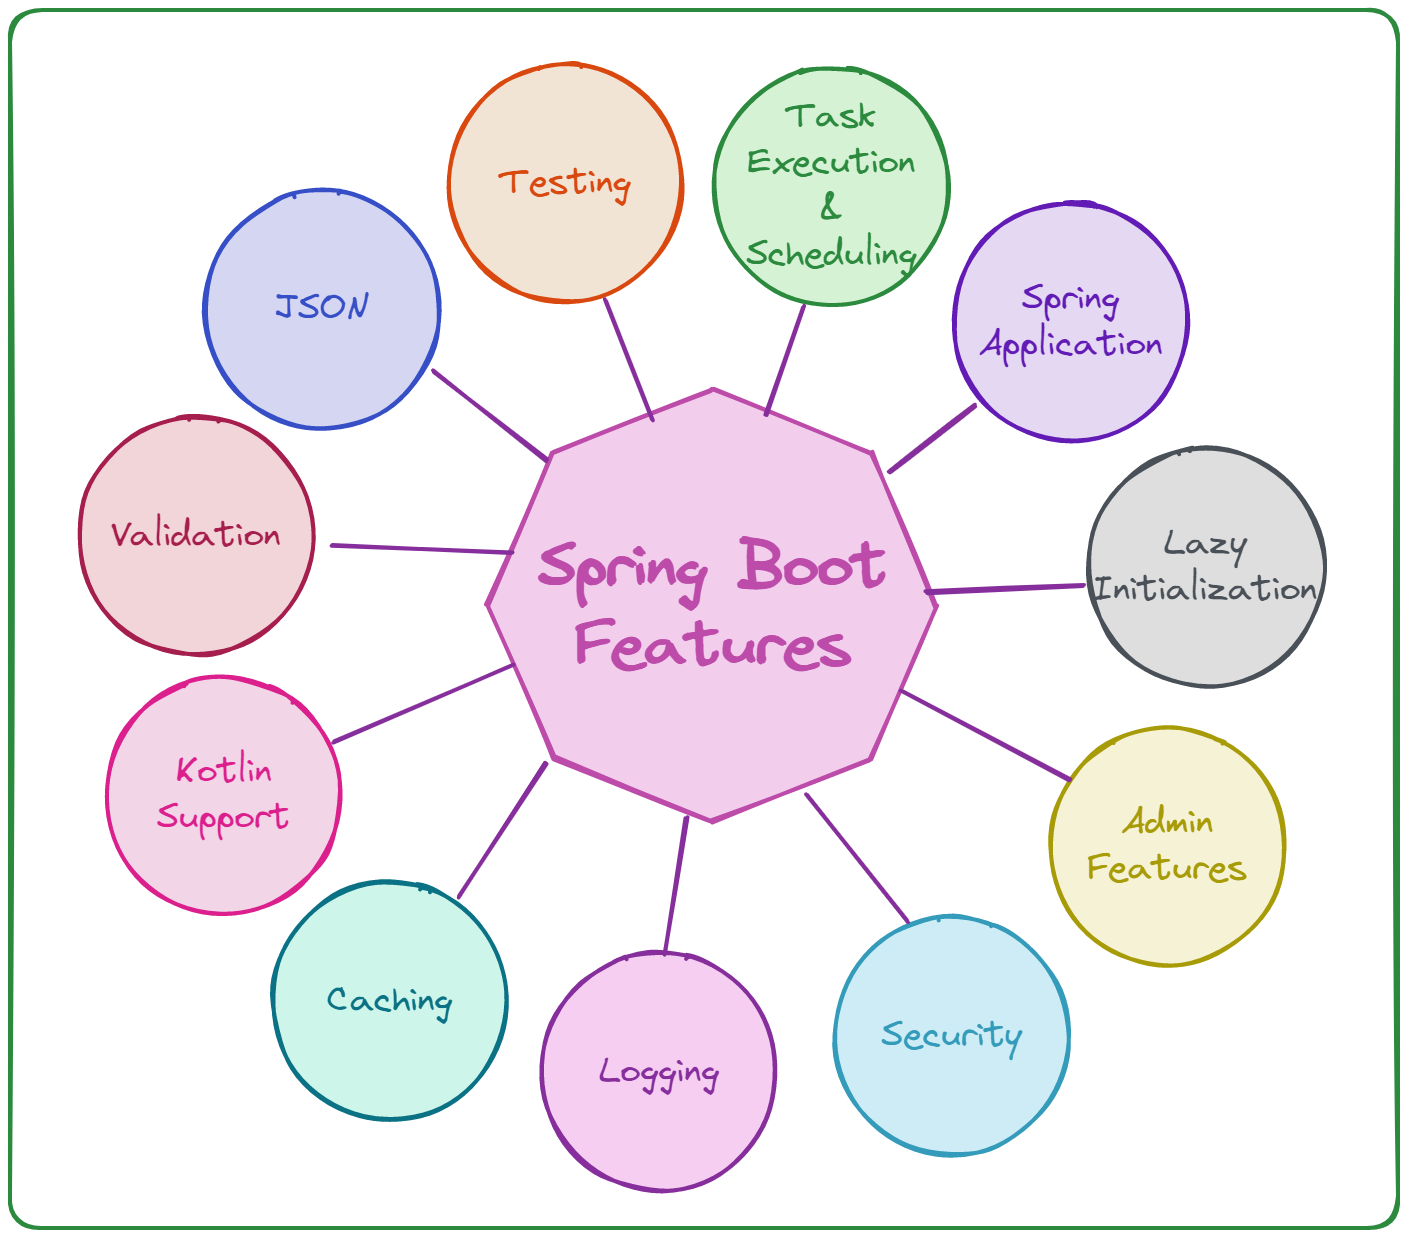 Spring Boot
Features
Task
Execution
&
Scheduling
Spring
Application
Lazy
Initialization
Admin
Features
Security
Logging
Caching
Kotlin
Support
Validation
JSON
Testing